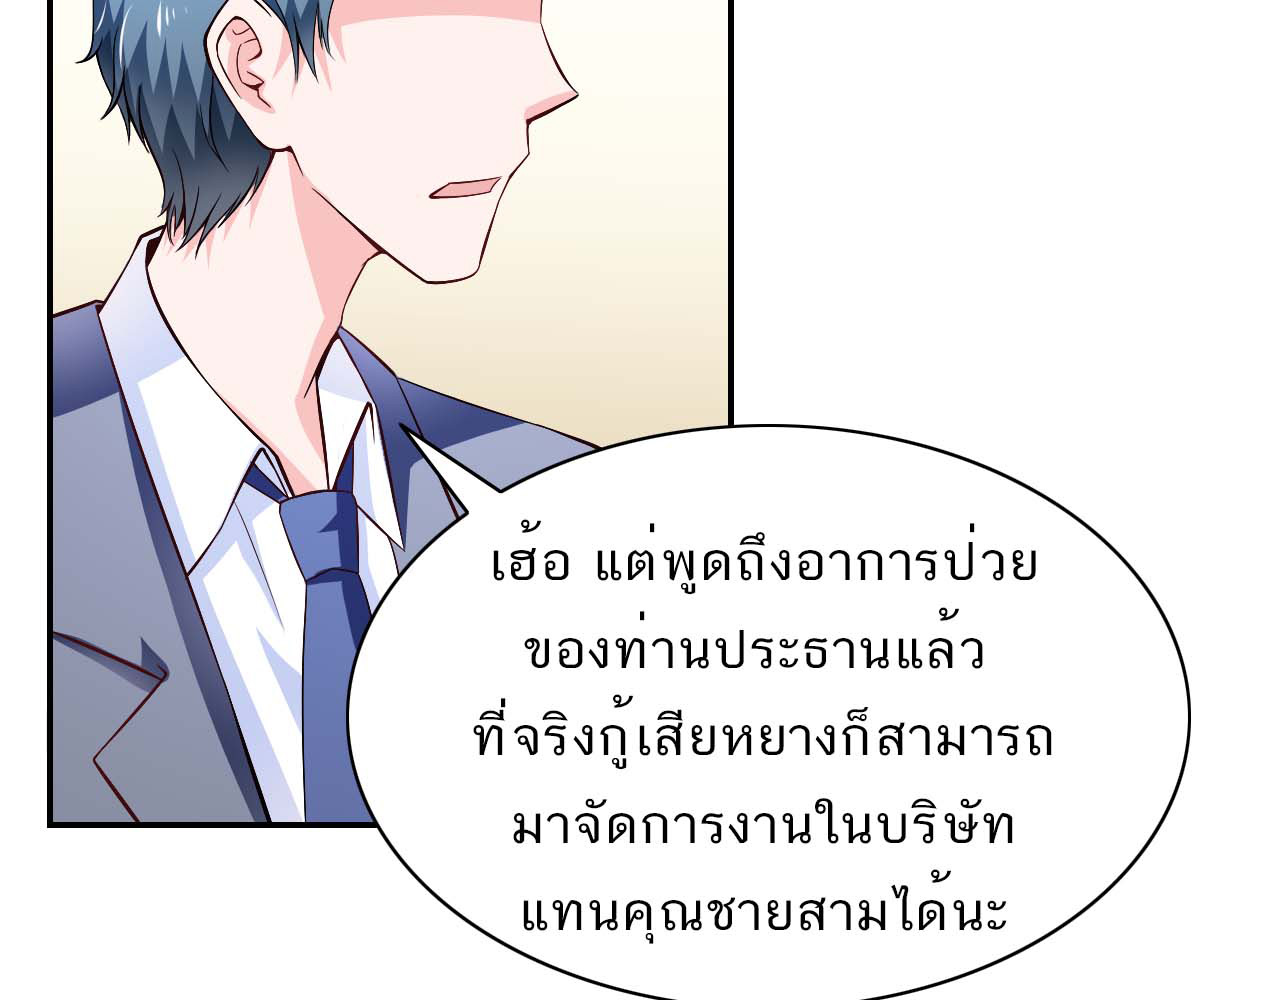 เฮ้อ แต่พูดถึงอาการป่วย
ของท่านประธานแล้ว
ที่จริงกู้เสียหยางก็สามารถ
มาจัดการงานในบริษัท
แทนคุณชายสามได้นะ